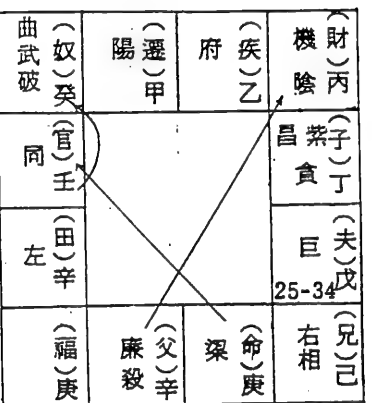 （奴）癸
曲武破
（遷）甲
陽
（疾）乙
府
（財）丙
機陰
（官）壬
同
（子）丁
紫貪
昌
（田）辛
左
（夫）戊
巨
25-34
（福）庚
（父）辛
廉殺
（命）庚
梁
（兄）己
右相